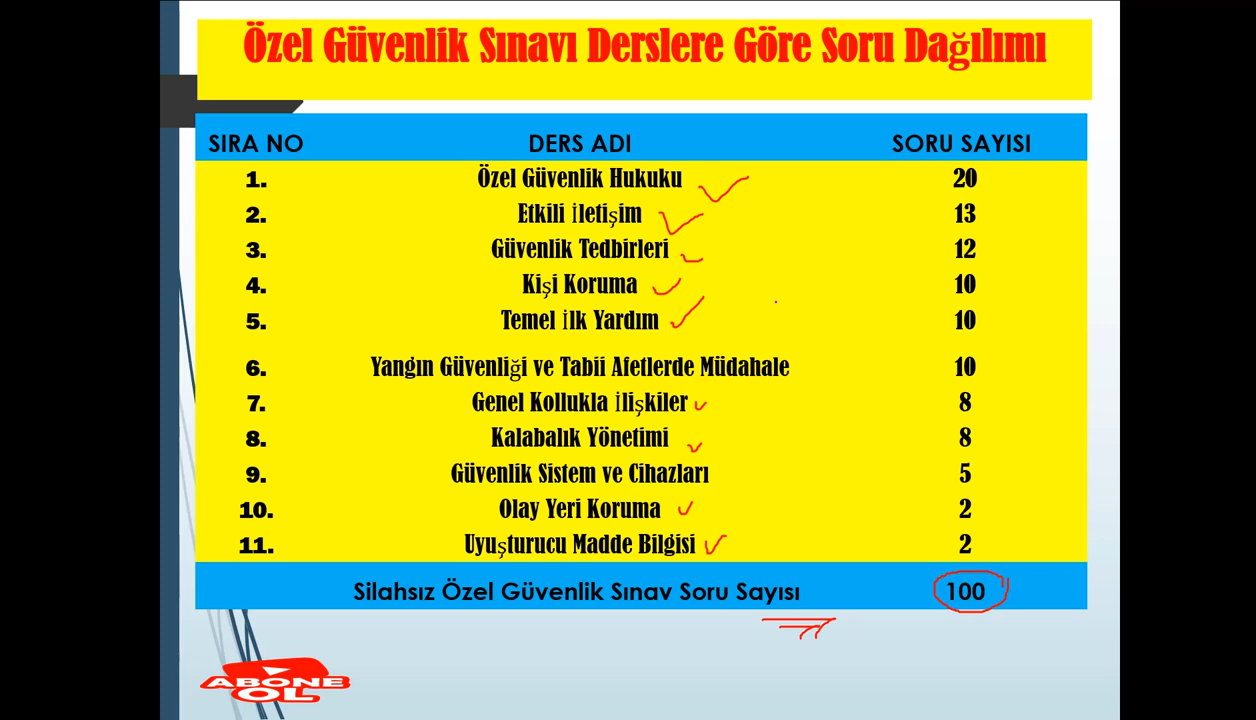 Özel Güvenlik Sınavı Derslere Göre Soru Dağılımı
SIRA NO DERS ADI SORU SAYISI
1. Özel Güvenlik Hukuku 20
2. Etkili İletişim 13
3. Güvenlik Tedbirleri 12
4. Kişi Koruma 10
5. Temel İlk Yardım 10
6. Yangın Güvenliği ve Tabii Afetlerde Müdahale 10
7. Genel Kollukla İlişkiler 8
8. Kalabalık Yönetimi 8
9. Güvenlik Sistem ve Cihazları 5
10. Olay Yeri Koruma 2
11. Uyuşturucu Madde Bilgisi 2
Silahsız Özel Güvenlik Sınav Soru Sayısı 100
ABONE
OL